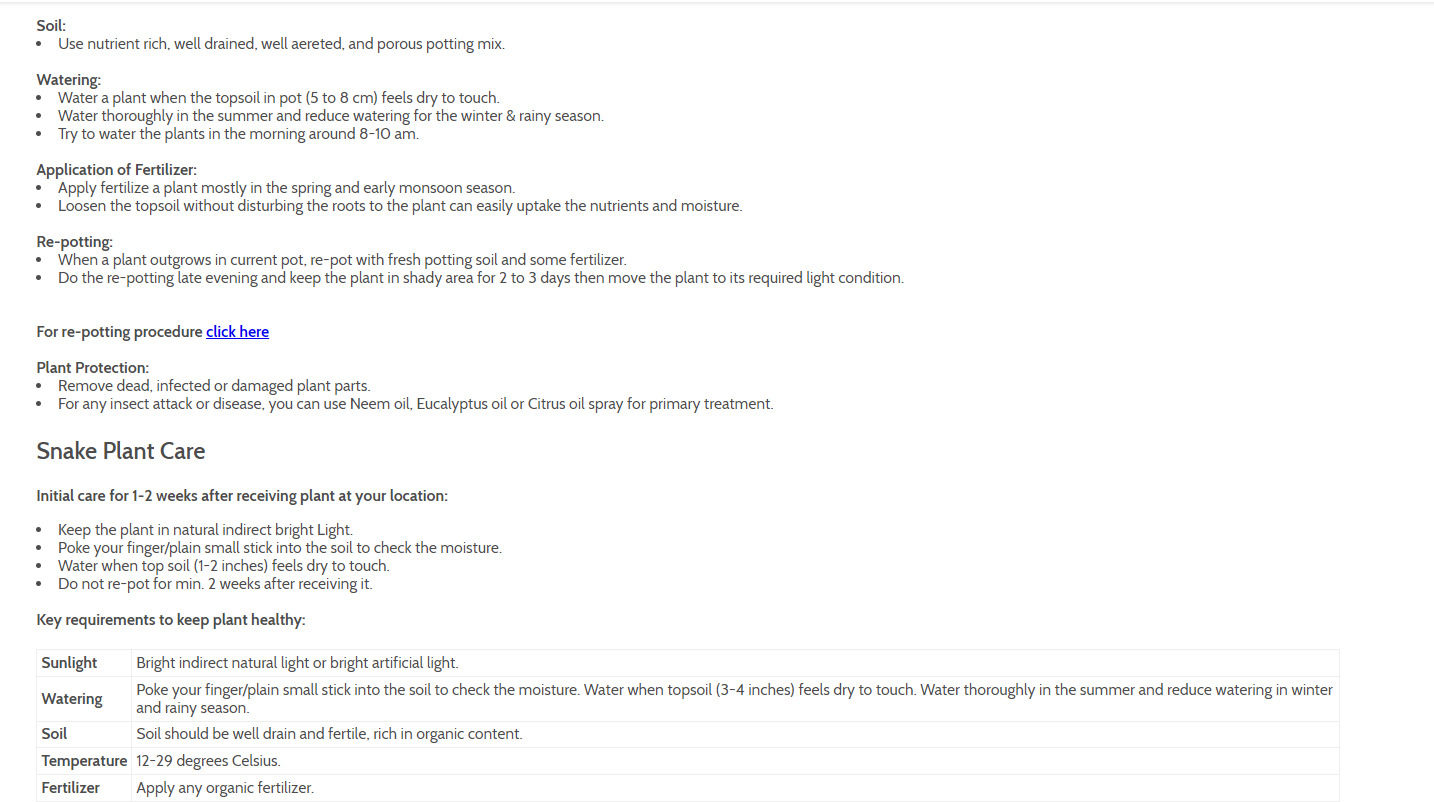 Soil:
• Use nutrient rich, well drained, well aereted, and porous potting mix.
Watering:
• Water a plant when the topsoil in pot (5 to 8 cm) feels dry to touch.
• Water thoroughly in the summer and reduce watering for the winter & rainy season.
• Try to water the plants in the morning around 8-10 am.
Application of Fertilizer:
• Apply fertilize a plant mostly in the spring and early monsoon season.
• Loosen the topsoil without disturbing the roots to the plant can easily uptake the nutrients and moisture.
Re-potting:
• When a plant outgrows in current pot, re-pot with fresh potting soil and some fertilizer.
• Do the re-potting late evening and keep the plant in shady area for 2 to 3 days then move the plant to its required light condition.
For re-potting procedure click here
Plant Protection:
• Remove dead, infected or damaged plant parts.
• For any insect attack or disease, you can use Neem oil, Eucalyptus oil or Citrus oil spray for primary treatment.
Snake Plant Care
Initial care for 1-2 weeks after receiving plant at your location:
• Keep the plant in natural indirect bright Light.
• Poke your finger/plain small stick into the soil to check the moisture.
• Water when top soil (1-2 inches) feels dry to touch.
• Do not re-pot for min. 2 weeks after receiving it.
Key requirements to keep plant healthy:
Sunlight Bright indirect natural light or bright artificial light.
Watering Poke your finger/plain small stick into the soil to check the moisture. Water when topsoil (3-4 inches) feels dry to touch. Water thoroughly in the summer and reduce watering in winter
and rainy season.
Soil Soil should be well drain and fertile, rich in organic content.
Temperature 12-29 degrees Celsius.
Fertilizer Apply any organic fertilizer.